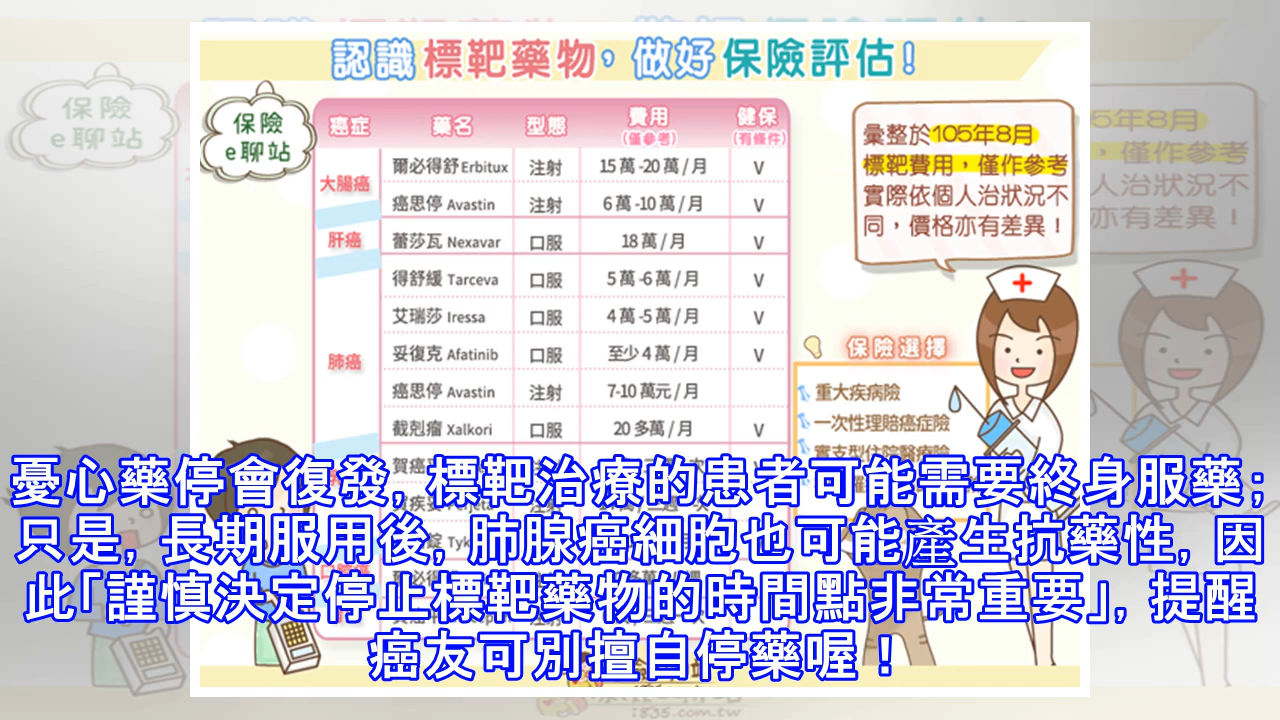 認識標靶藥物，做好保險評估！
保險
e聊站
癌症 藥名 型態 費用 (僅參考) 健保 (有條件)
大腸癌 爾必得舒 Erbitux 注射 15萬-20萬/月 V
癌思停 Avastin 注射 6萬-10萬/月 V
肝癌 蕾莎瓦 Nexavar 口服 18萬/月 V
肺癌 得舒緩 Tarceva 口服 5萬-6萬/月 V
艾瑞莎 Iressa 口服 4萬-5萬/月 V
妥復克 Afatinib 口服 至少4萬/月 V
癌思停 Avastin 注射 7-10萬元/月
截剋瘤 Xalkori 口服 20多萬/月 V
彙整於105年8月
標靶費用，僅作參考
實際依個人治狀況不
同，價格亦有差異！
保險選擇
重大疾病險
一次性理賠癌症險
實支型住院醫療險
憂心藥停會復發, 標靶治療的患者可能需要終身服藥;
只是, 長期服用後, 肺腺癌細胞也可能產生抗藥性, 因
此「謹慎決定停止標靶藥物的時間點非常重要」, 提醒
癌友可別擅自停藥喔！
i835.com.tw